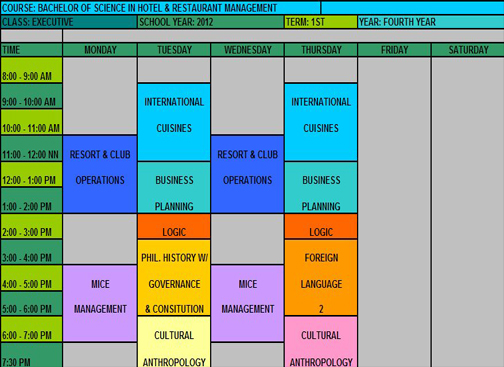 COURSE: BACHELOR OF SCIENCE IN HOTEL & RESTAURANT MANAGEMENT
CLASS: EXECUTIVE SCHOOL YEAR: 2012 TERM: 1ST YEAR: FOURTH YEAR
TIME MONDAY TUESDAY WEDNESDAY THURSDAY FRIDAY SATURDAY
8:00 - 9:00 AM
9:00 - 10:00 AM INTERNATIONAL INTERNATIONAL
10:00 - 11:00 AM CUISINES CUISINES
11:00 - 12:00 NN RESORT & CLUB RESORT & CLUB
12:00 - 1:00 PM OPERATIONS BUSINESS OPERATIONS BUSINESS
1:00 - 2:00 PM PLANNING PLANNING
2:00 - 3:00 PM LOGIC LOGIC
3:00 - 4:00 PM PHIL. HISTORY W/ FOREIGN
4:00 - 5:00 PM MICE GOVERNANCE MICE LANGUAGE
5:00 - 6:00 PM MANAGEMENT & CONSITUTION MANAGEMENT 2
6:00 - 7:00 PM CULTURAL CULTURAL
7:30 PM ANTHROPOLOGY ANTHROPOLOGY